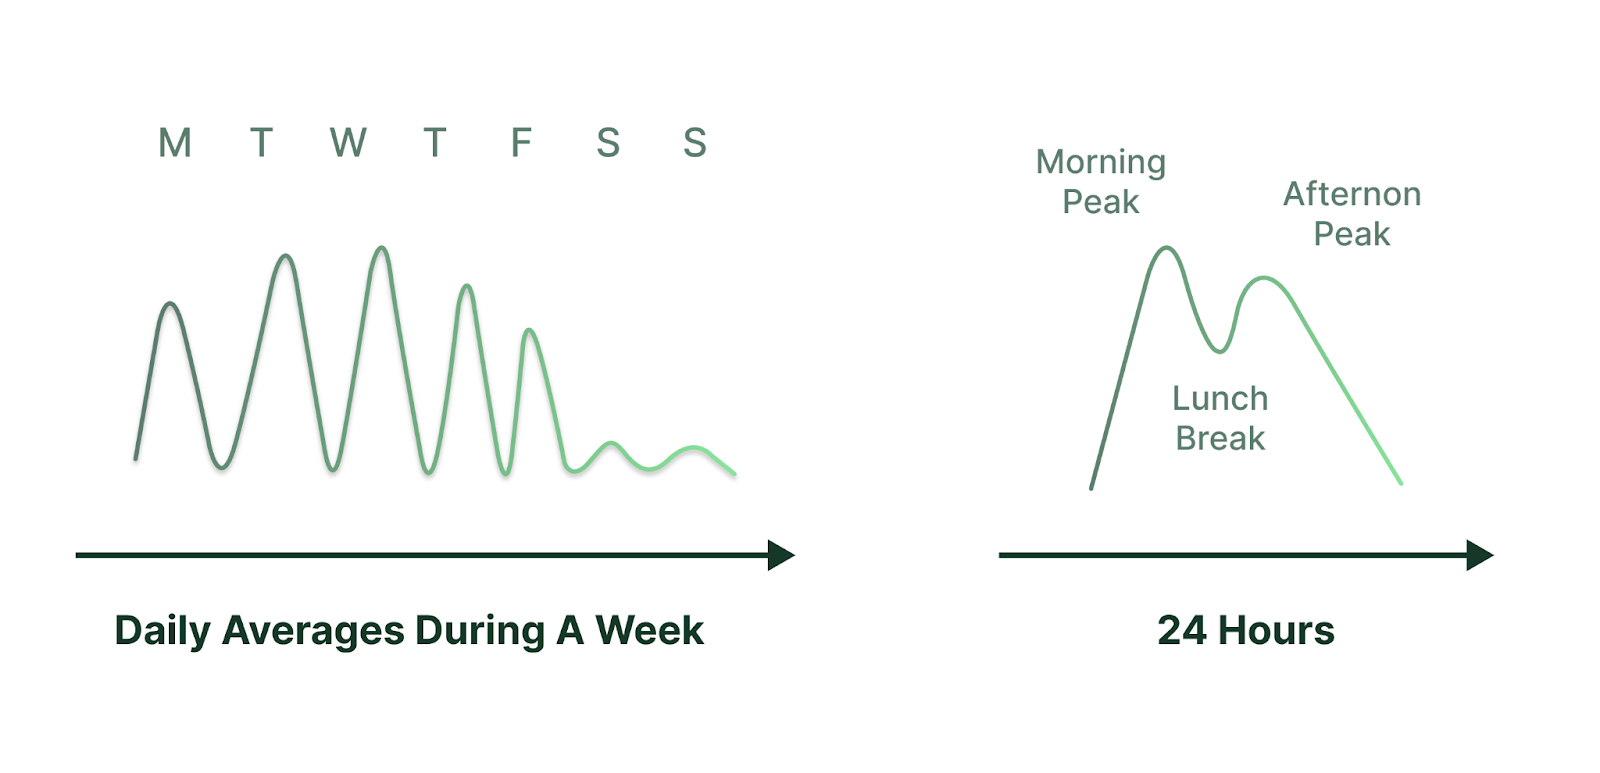 M T W T F S S
Morning
Peak
Afternon
Peak
Lunch
Break
Daily Averages During A Week
24 Hours